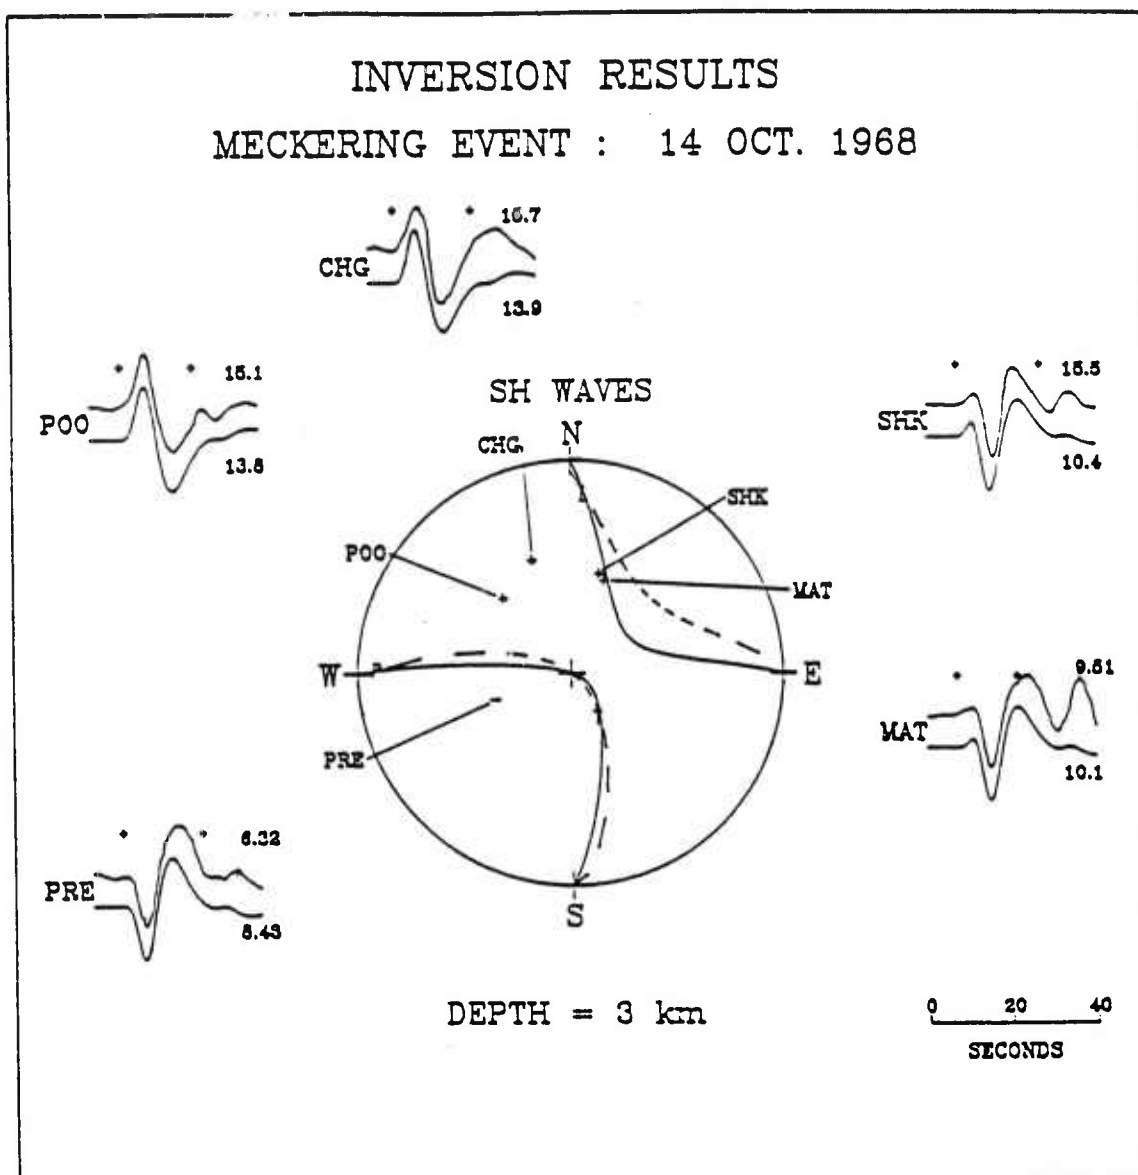 INVERSION RESULTS
MECKERING EVENT : 14 OCT. 1968
CHG
13.9
POO
15.1
13.8
SH WAVES
N
CHG
SHK
POO
MAT
W
E
PRE
S
SHK
15.5
10.4
MAT
9.51
10.1
PRE
6.32
DEPTH = 3 km
0 20 40
SECONDS